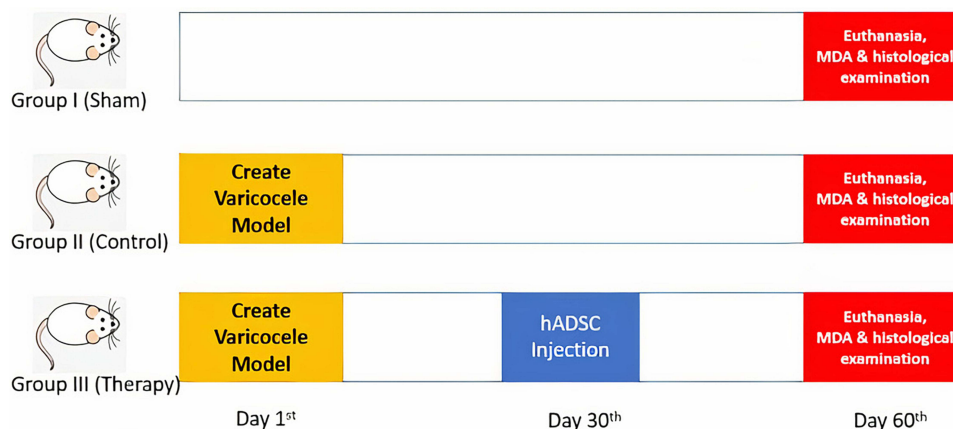 Euthanasia,
MDA & histological
examination
Group I (Sham)
Create
Varicocele
Model
Euthanasia,
MDA & histological
examination
Group II (Control)
Create
Varicocele
Model
hADSC
Injection
Euthanasia,
MDA & histological
examination
Group III (Therapy)
Day 1st
Day 30th
Day 60th